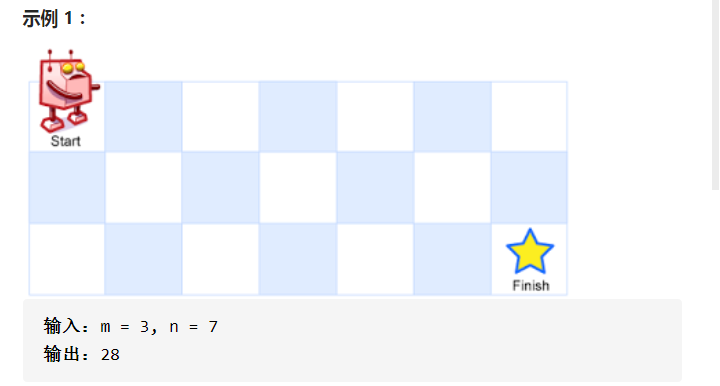 示例 1：
Start
Finish
输入：m = 3, n = 7
输出：28